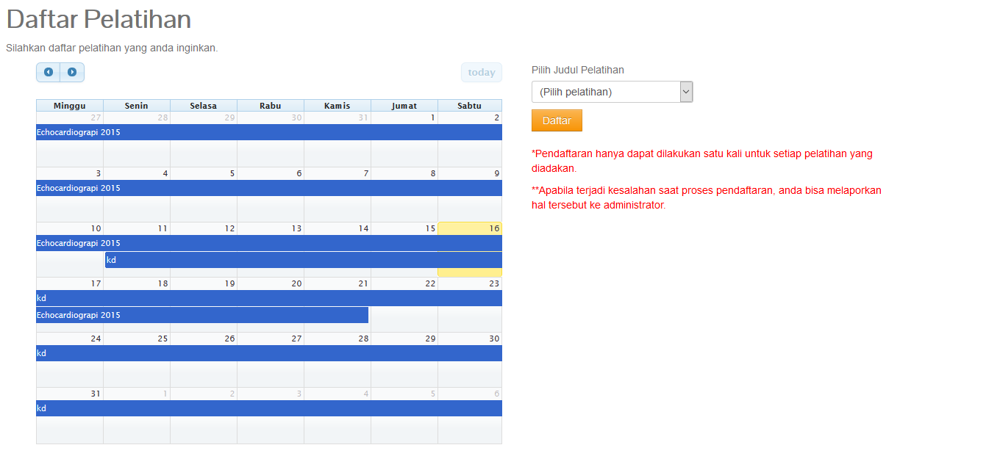 Daftar Pelatihan
Silahkan daftar pelatihan yang anda inginkan.
today
Minggu Senin Selasa Rabu Kamis Jumat Sabtu
27 28 29 30 31 1 2
Echocardiograpi 2015
3 4 5 6 7 8 9
Echocardiograpi 2015
10 11 12 13 14 15 16
Echocardiograpi 2015
kd
17 18 19 20 21 22 23
kd
Echocardiograpi 2015
24 25 26 27 28 29 30
kd
31 1 2 3 4 5 6
kd
Pilih Judul Pelatihan
(Pilih pelatihan)
Daftar
*Pendaftaran hanya dapat dilakukan satu kali untuk setiap pelatihan yang
diadakan.
**Apabila terjadi kesalahan saat proses pendaftaran, anda bisa melaporkan
hal tersebut ke administrator.